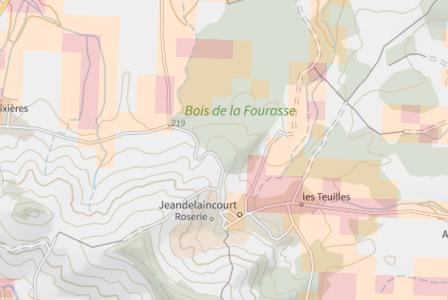 ixières
219
Bois de la Fourasse
les Teuilles
Jeandelaincourt
Roserie
A